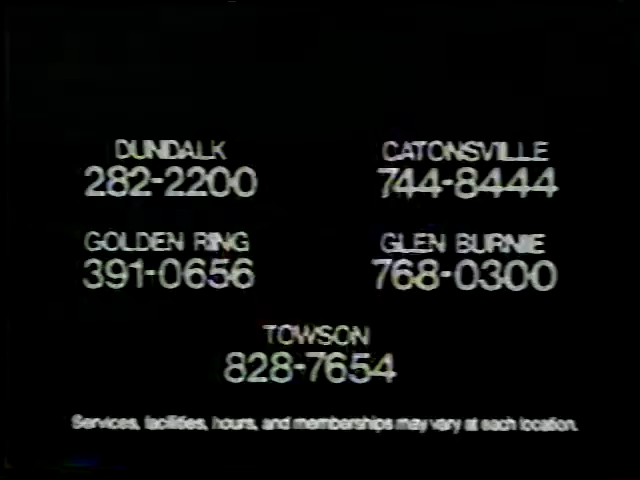 DUNDALK
282-2200
CATONSVILLE
744-8444
GOLDEN RING
391-0656
GLEN BURNIE
768-0300
TOWSON
828-7654
Services, facilities, hours, and memberships may vary at each location.